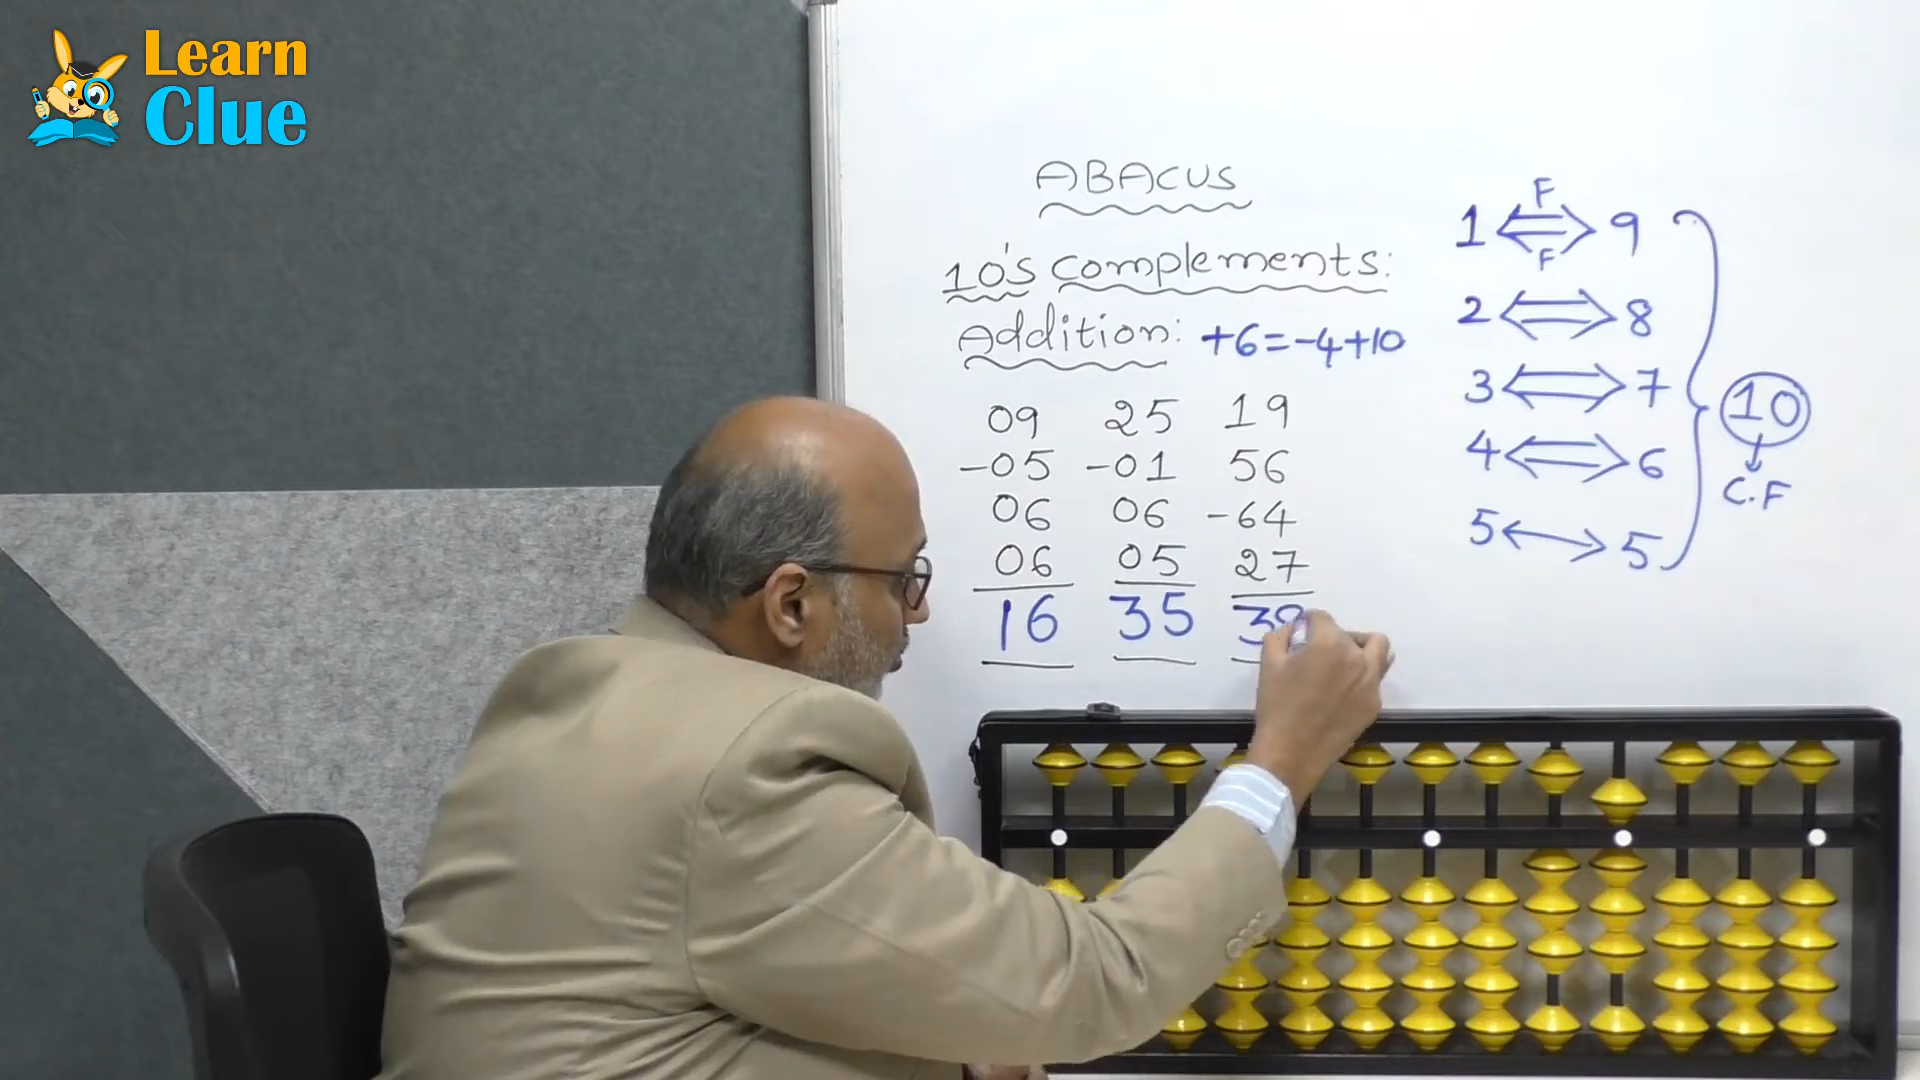 Learn
Clue
ABACUS
10's complements:
Addition: +6=-4+10
09 25 19
-05 -01 56
06 06 -64
06 05 27
16 35 38
F
1 9
F
2 8
3 7
4 6
5 5
10
C.F